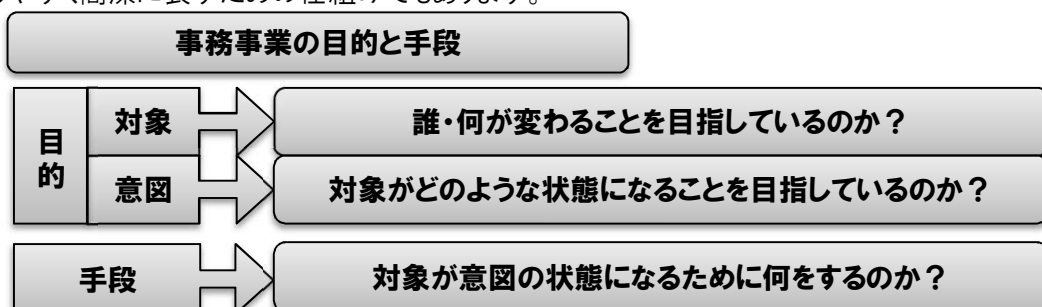 事務事業の目的と手段
目的
対象
誰・何が変わることを目指しているのか？
意図
対象がどのような状態になることを目指しているのか？
手段
対象が意図の状態になるために何をするのか？